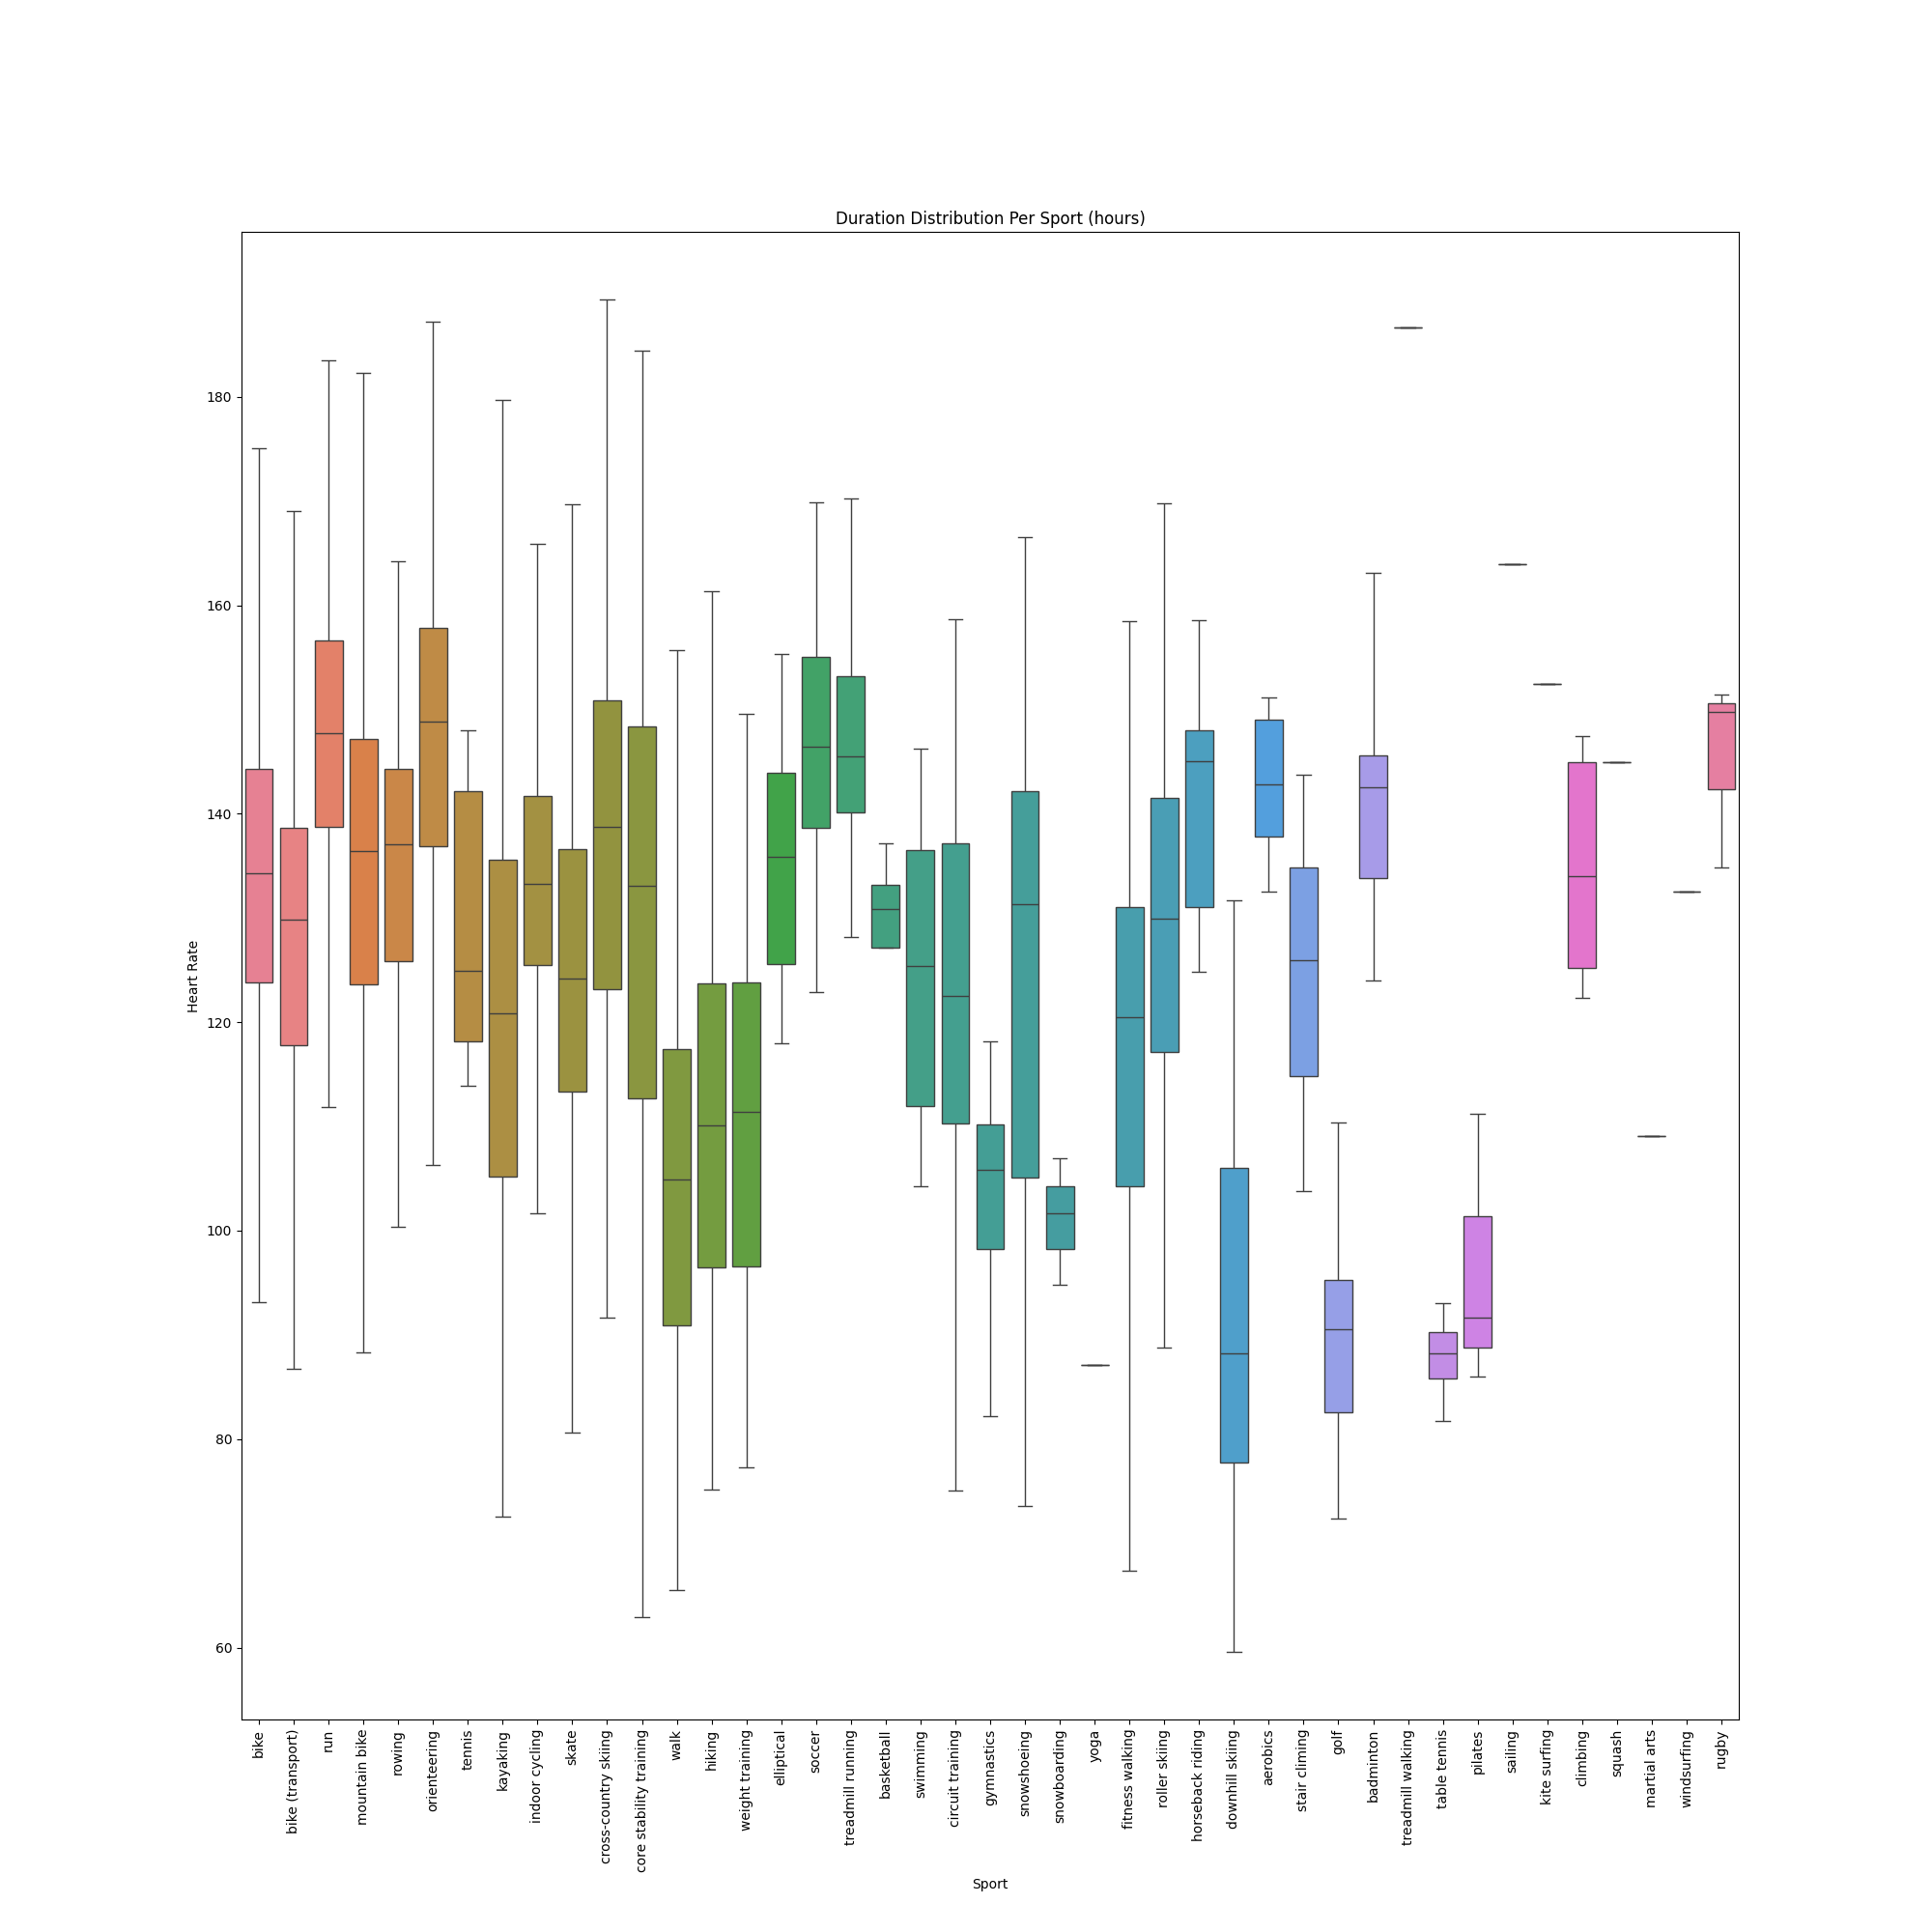 Duration Distribution Per Sport (hours)
Heart Rate
180
160
140
120
100
80
60
bike
bike (transport)
run
mountain bike
rowing
orienteering
tennis
kayaking
indoor cycling
skate
cross-country skiing
core stability training
walk
hiking
weight training
elliptical
soccer
treadmill running
basketball
swimming
circuit training
gymnastics
snowshoeing
snowboarding
yoga
fitness walking
roller skiing
horseback riding
downhill skiing
aerobics
stair climing
golf
badminton
treadmill walking
table tennis
pilates
sailing
kite surfing
climbing
squash
martial arts
windsurfing
rugby
Sport